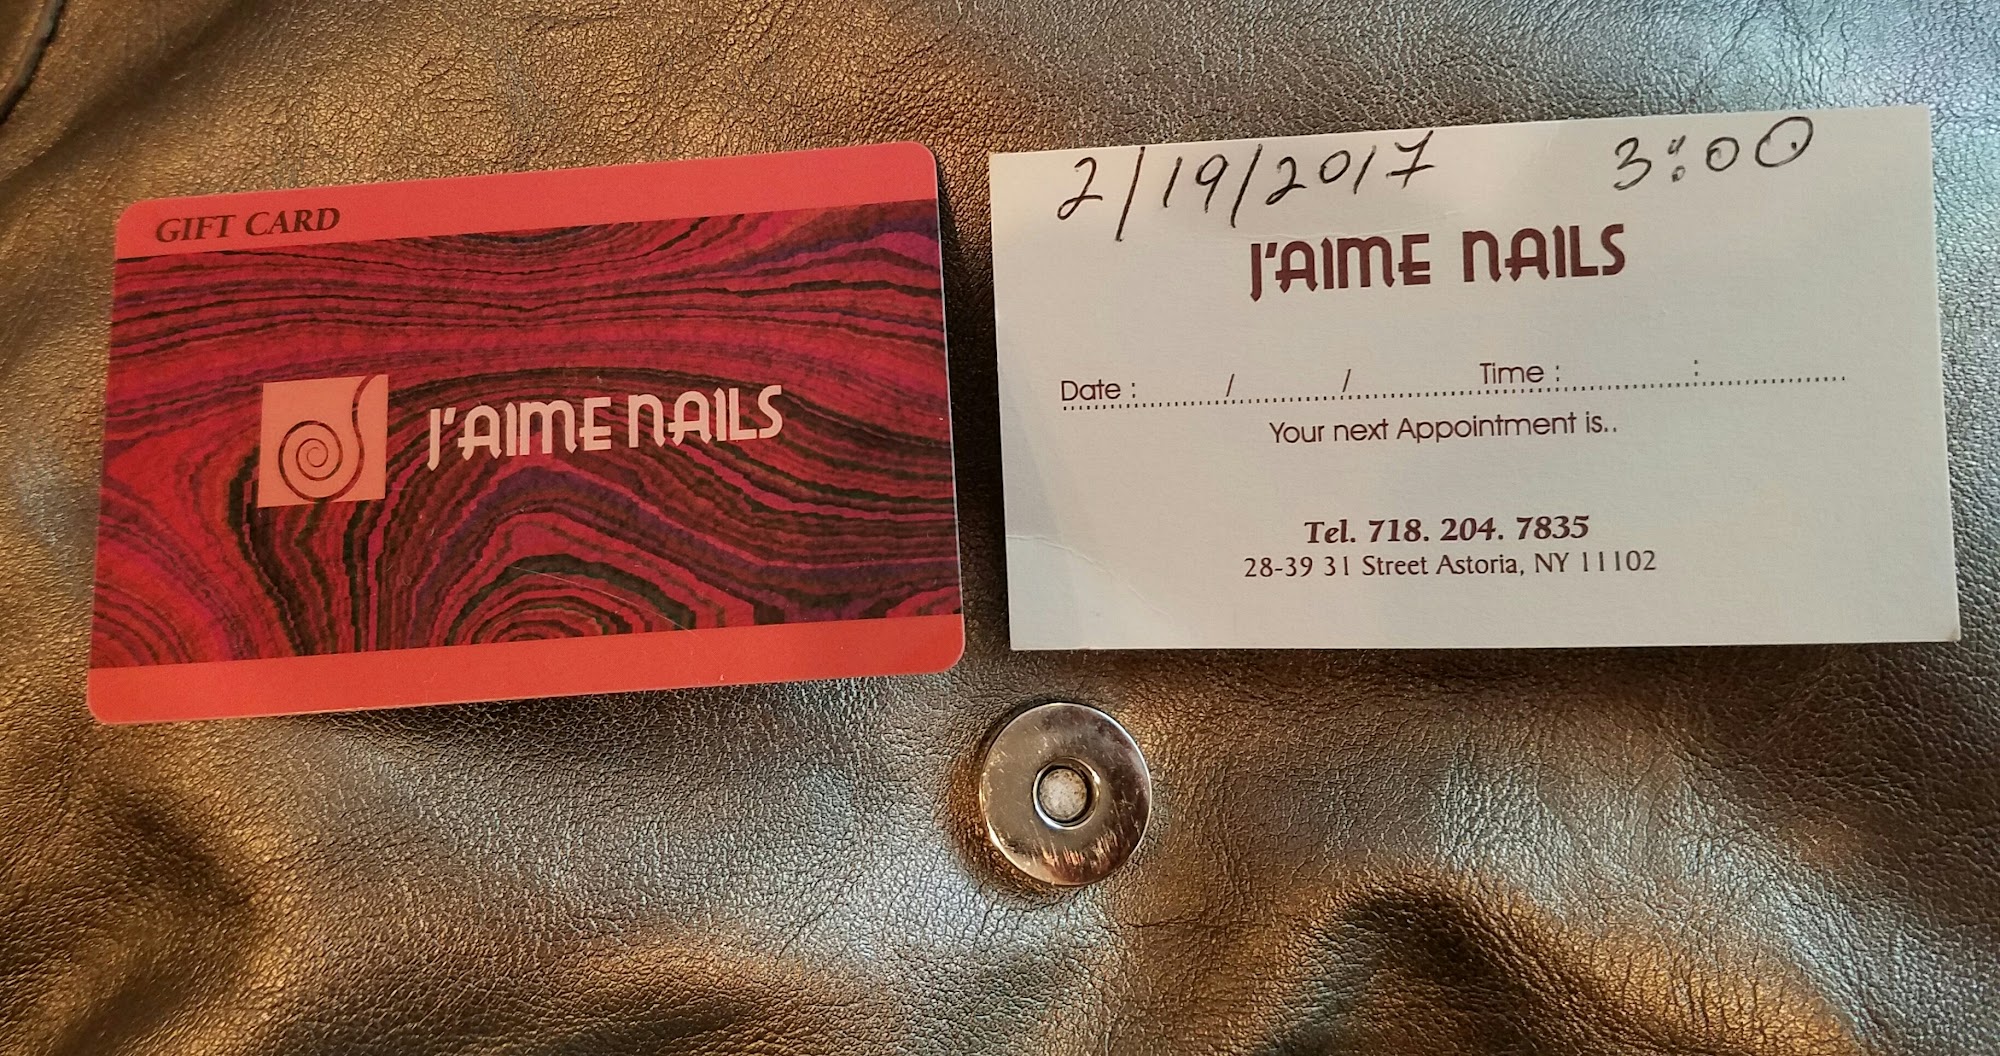 GIFT CARD
J'AIME NAILS
2/19/2017 3:00
J'AIME NAILS
Date : / / Time : :
Your next Appointment is..
Tel. 718. 204. 7835
28-39 31 Street Astoria, NY 11102